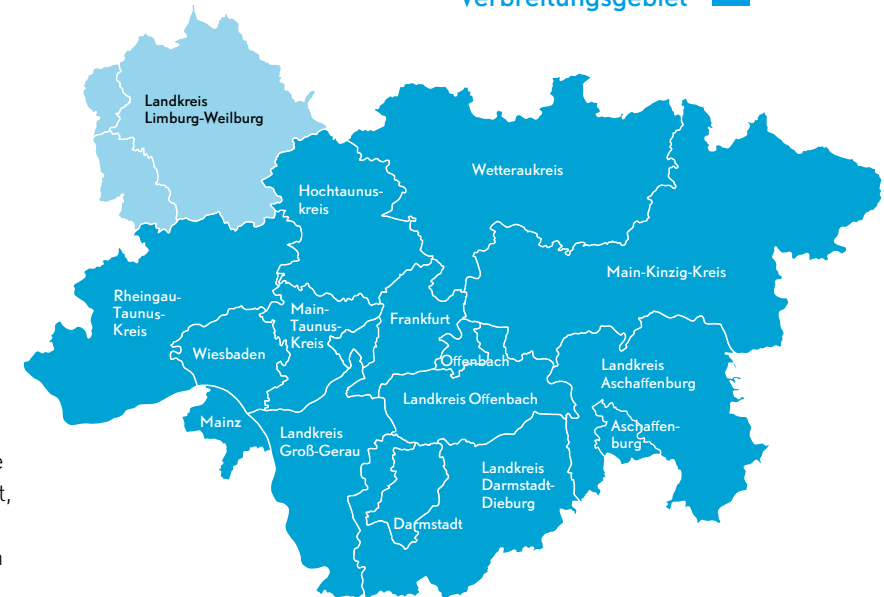 Verbreitungsgebiet
Landkreis
Limburg-Weilburg
Wetteraukreis
Hochtaunus-
kreis
Main-Kinzig-Kreis
Rheingau-
Taunus-
Kreis
Main-
Taunus-
Kreis
Frankfurt
Wiesbaden
Offenbach
Landkreis
Aschaffenburg
Landkreis Offenbach
Mainz
Landkreis
Groß-Gerau
Aschaffen-
burg
Landkreis
Darmstadt-
Dieburg
Darmstadt